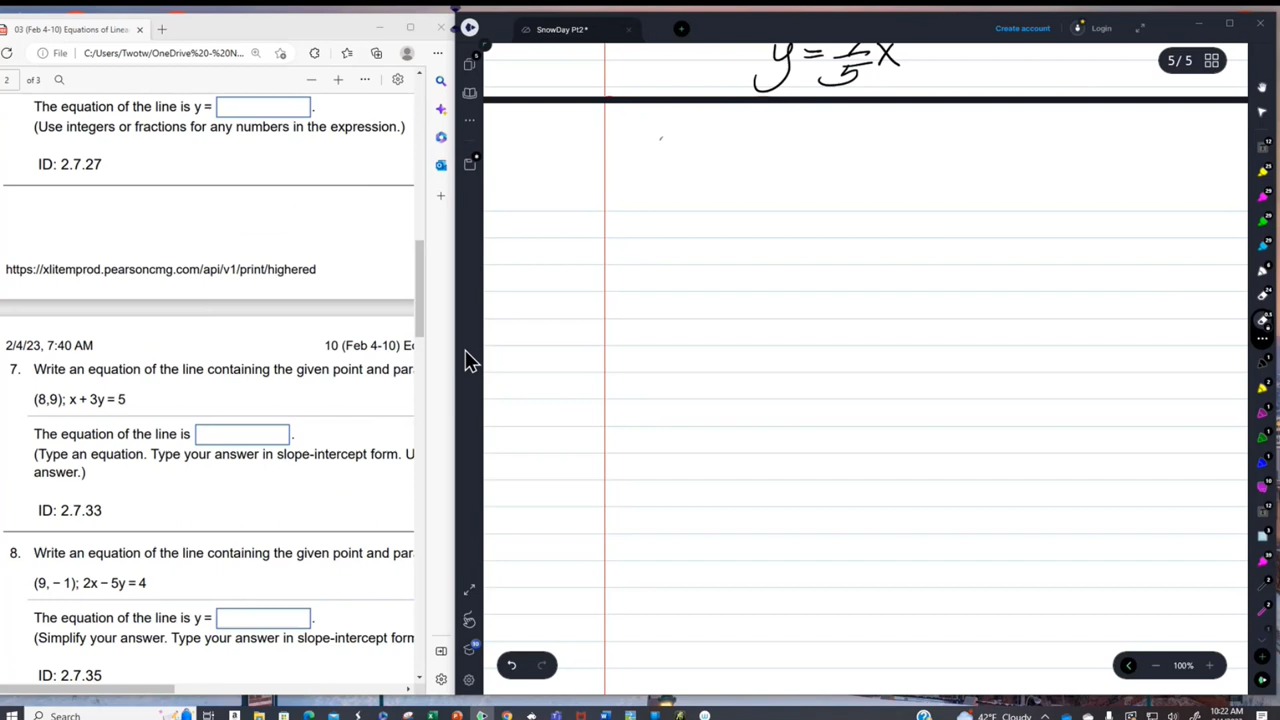 03 (Feb 4-10) Equations of Linea
SnowDay Pt2*
Create account
Login
File
C:/Users/Twotw/OneDrive%20-%20N...
2
of 3
The equation of the line is y =
.
(Use integers or fractions for any numbers in the expression.)
ID: 2.7.27
https://xlitemprod.pearsoncmg.com/api/v1/print/highered
2/4/23, 7:40 AM
10 (Feb 4-10) Ec
7. Write an equation of the line containing the given point and par
(8,9); x + 3y = 5
The equation of the line is
.
(Type an equation. Type your answer in slope-intercept form. U
answer.)
ID: 2.7.33
8. Write an equation of the line containing the given point and par
(9, − 1); 2x − 5y = 4
The equation of the line is y =
.
(Simplify your answer. Type your answer in slope-intercept form
ID: 2.7.35
5 / 5
100%
Search
42°F Cloudy
10:22 AM